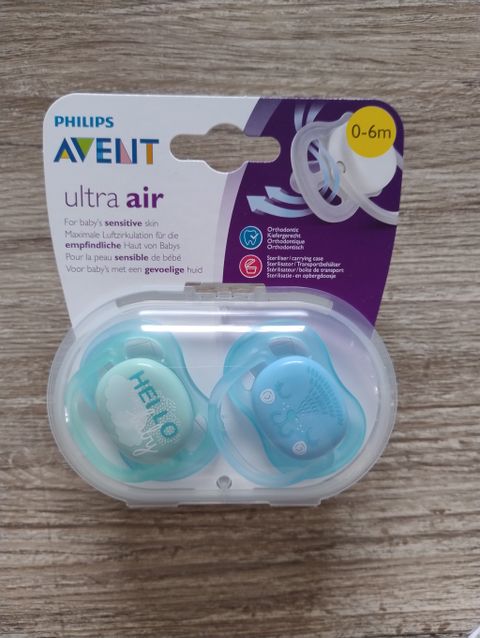 PHILIPS
AVENT
0-6m
ultra air
For baby's sensitive skin
Maximale Luftzirkulation für die
empfindliche Haut von Babys
Pour la peau sensible de bébé
Voor baby's met een gevoelige huid
Orthodontic
Kiefergerecht
Orthodontique
Orthodontisch
Steriliser / carrying case
Sterilisator / Transportbehälter
Stérilisateur / boîte de transport
Sterilisatie- en opbergdoosje
HELLO
baby